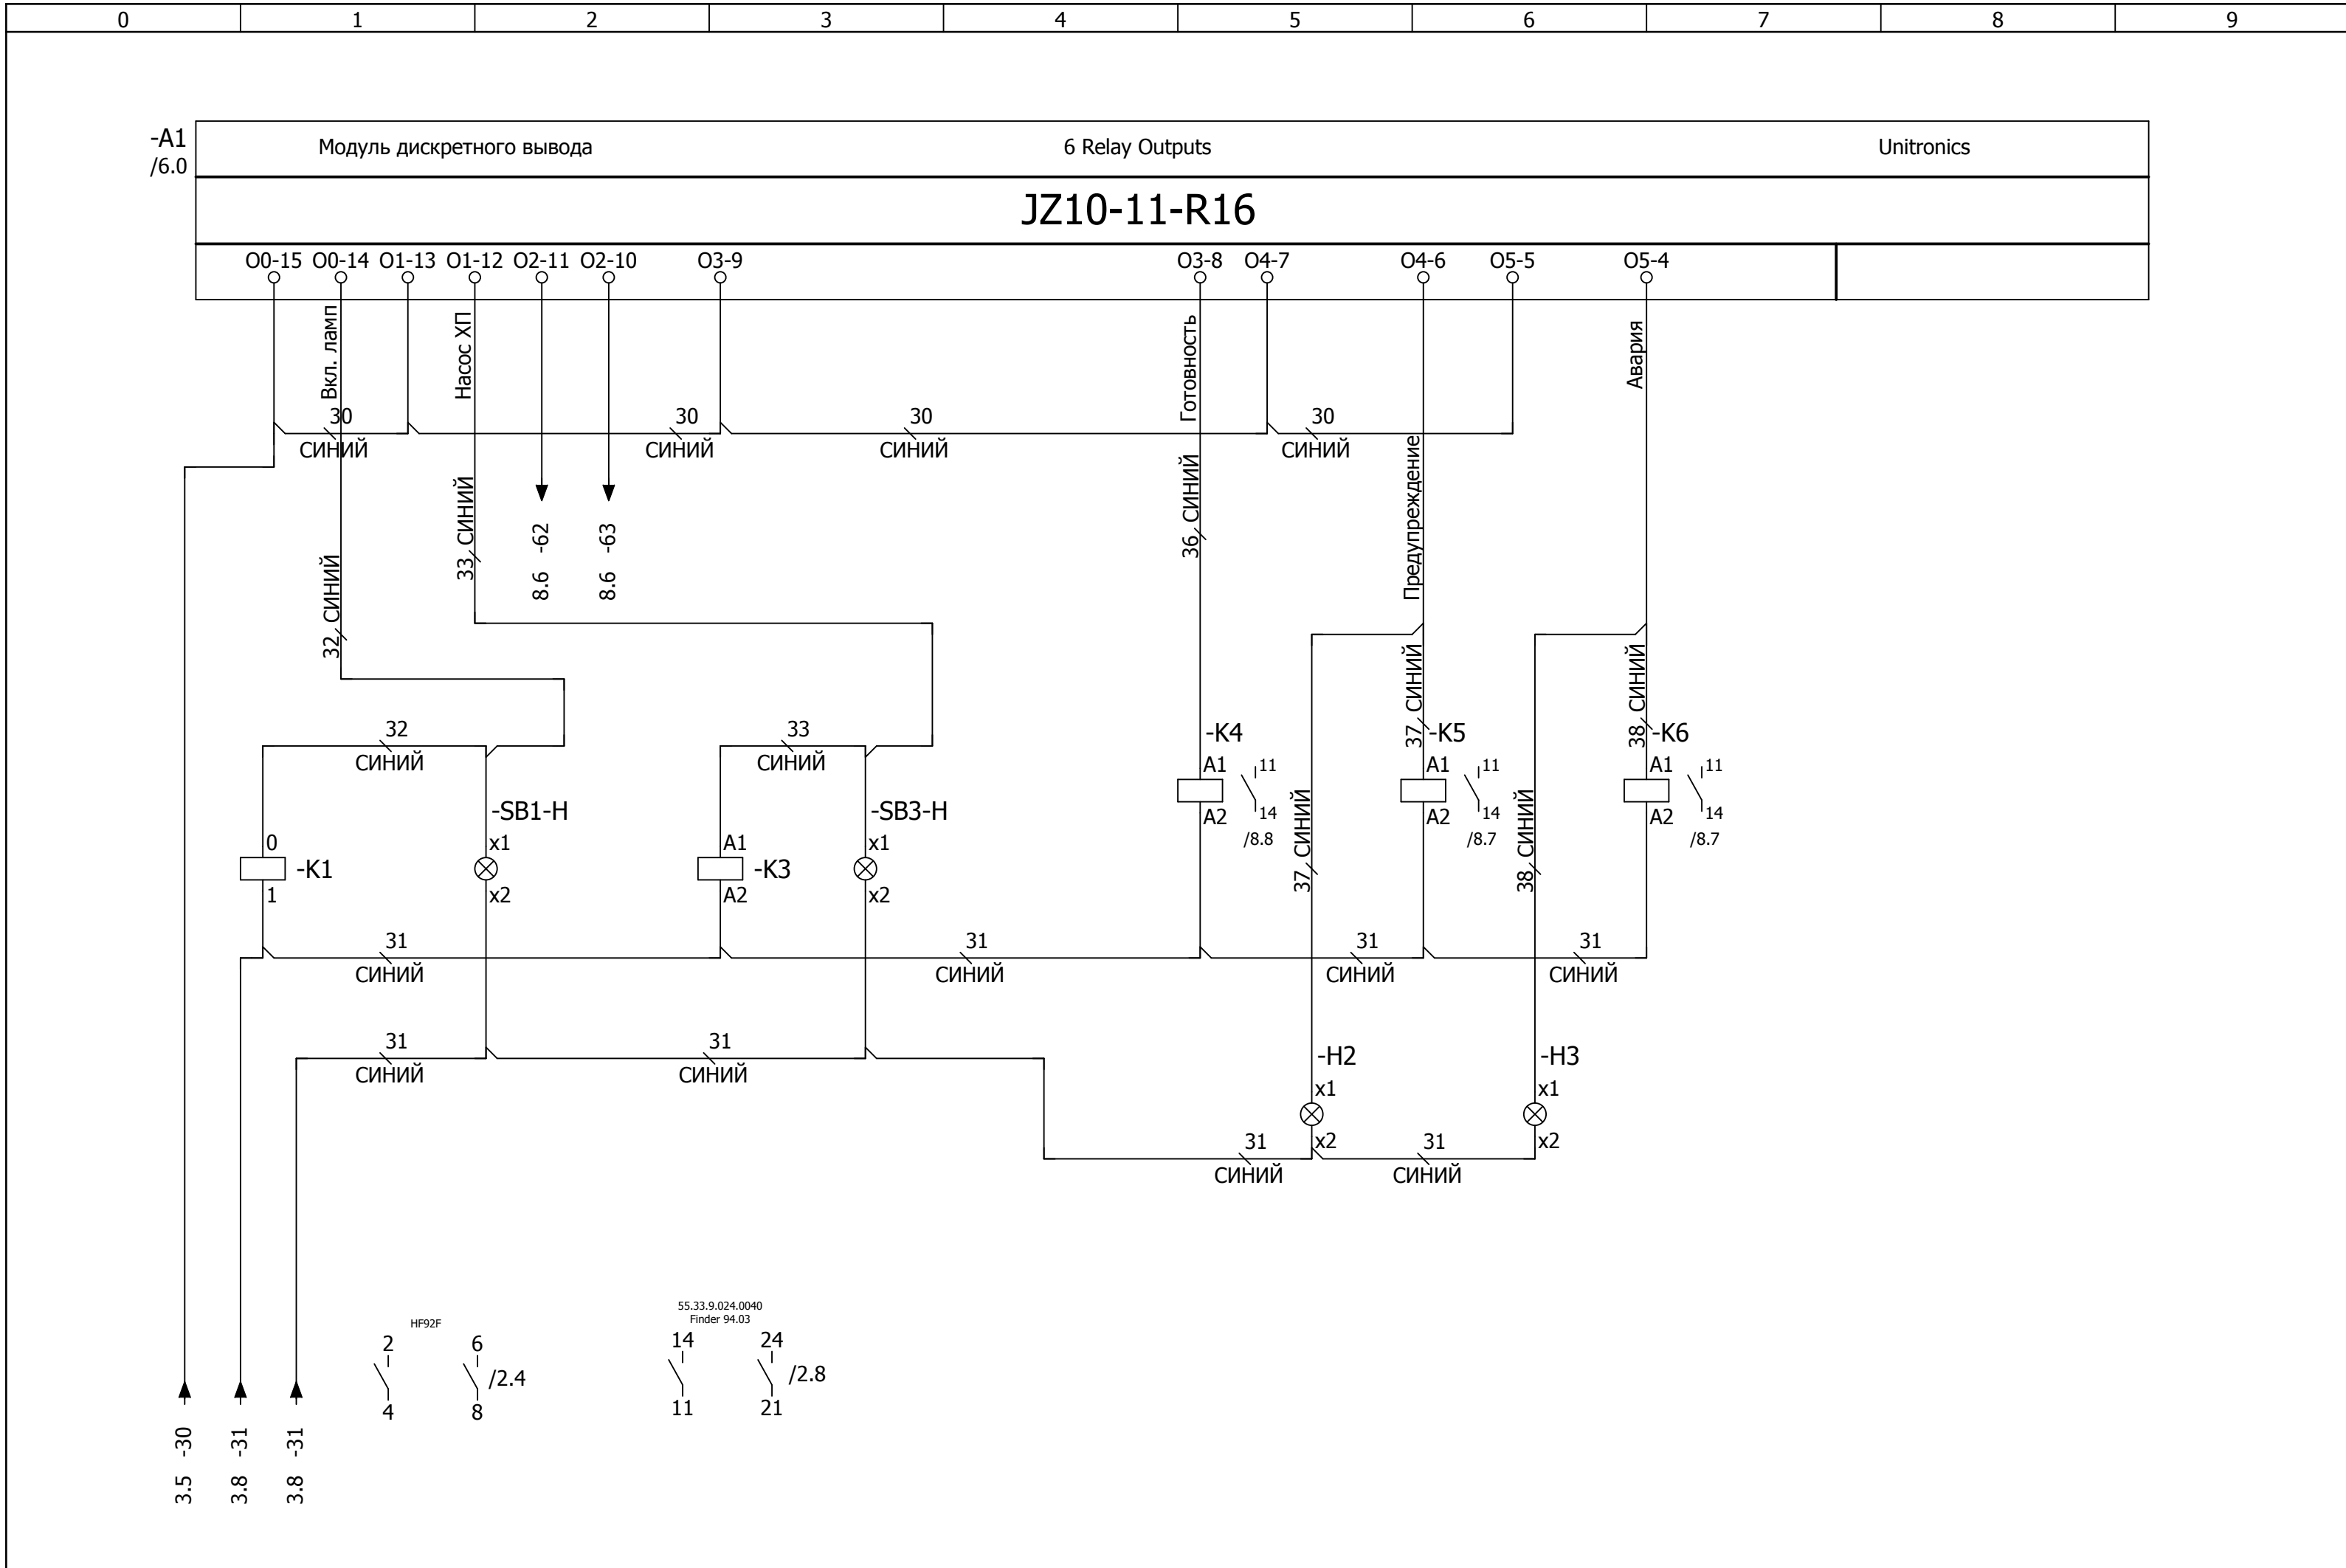 0 1 2 3 4 5 6 7 8 9
-A1
/6.0
Модуль дискретного вывода 6 Relay Outputs Unitronics
JZ10-11-R16
O0-15 O0-14 O1-13 O1-12 O2-11 O2-10 O3-9 O3-8 O4-7 O4-6 O5-5 O5-4
Вкл. ламп
Насос ХП
Готовность
Предупреждение
Авария
30 30 30 30
СИНИЙ СИНИЙ СИНИЙ СИНИЙ
32 СИНИЙ
33 СИНИЙ
8.6 -62
8.6 -63
36 СИНИЙ
37 СИНИЙ
38 СИНИЙ
32 33
СИНИЙ СИНИЙ
-K4 -K5 -K6
A1 11 A1 11 A1 11
A2 14 A2 14 A2 14
/8.8 /8.7 /8.7
37 СИНИЙ
38 СИНИЙ
-SB1-H -SB3-H
0 x1 A1 x1
-K1 -K3
1 x2 A2 x2
31 31 31 31
СИНИЙ СИНИЙ СИНИЙ СИНИЙ
31 31
СИНИЙ СИНИЙ
-H2 -H3
x1 x1
31 x2 31 x2
СИНИЙ СИНИЙ
HF92F
2 6
/2.4
4 8
55.33.9.024.0040
Finder 94.03
14 24
/2.8
11 21
3.5 -30
3.8 -31
3.8 -31